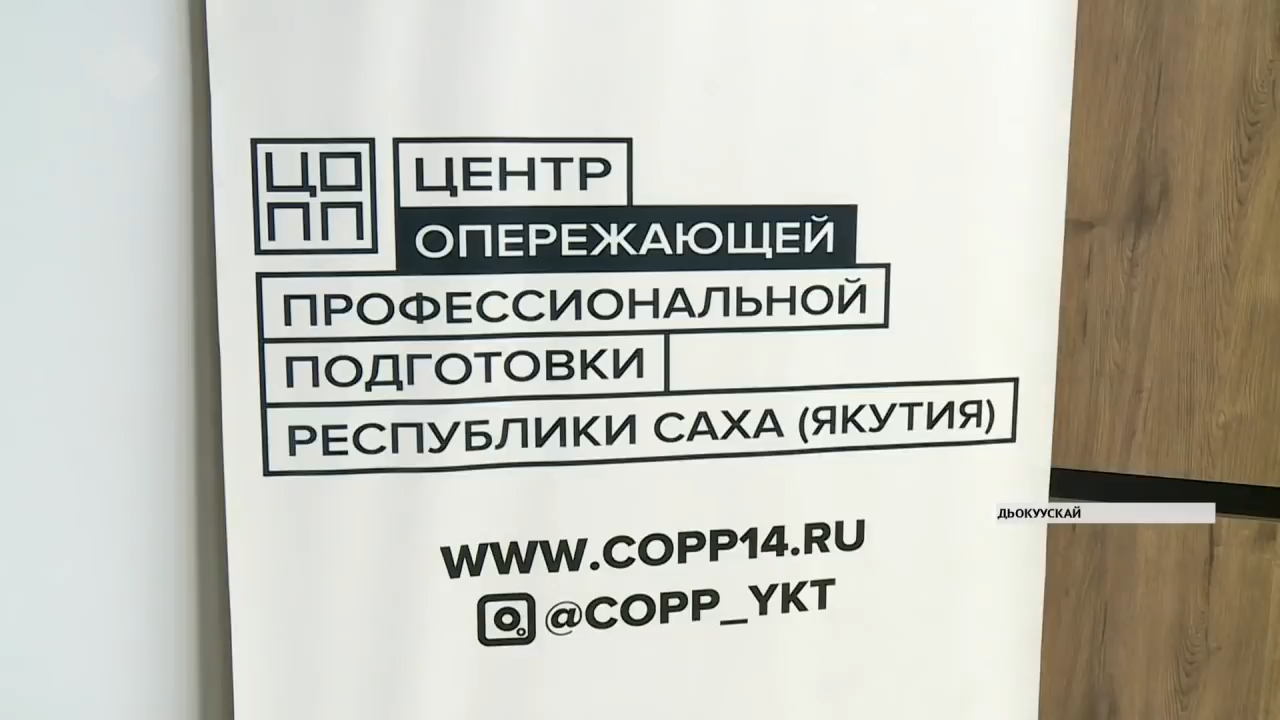 ЦО
ПП
ЦЕНТР
ОПЕРЕЖАЮЩЕЙ
ПРОФЕССИОНАЛЬНОЙ
ПОДГОТОВКИ
РЕСПУБЛИКИ САХА (ЯКУТИЯ)
ДЬОКУУСКАЙ
WWW.COPP14.RU
@COPP_YKT